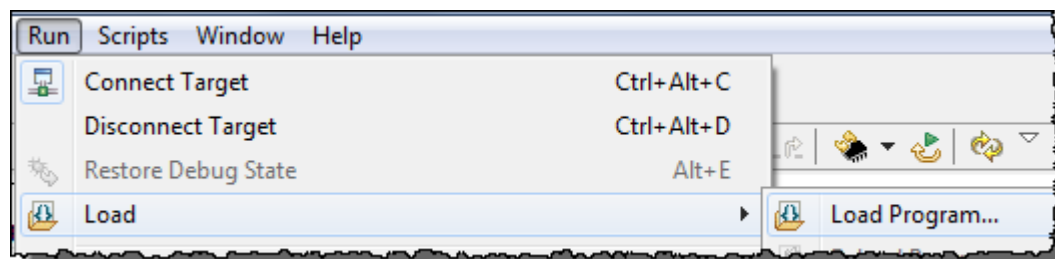 Run Scripts Window Help
Connect Target Ctrl+Alt+C
Disconnect Target Ctrl+Alt+D
Restore Debug State Alt+E
Load Load Program...